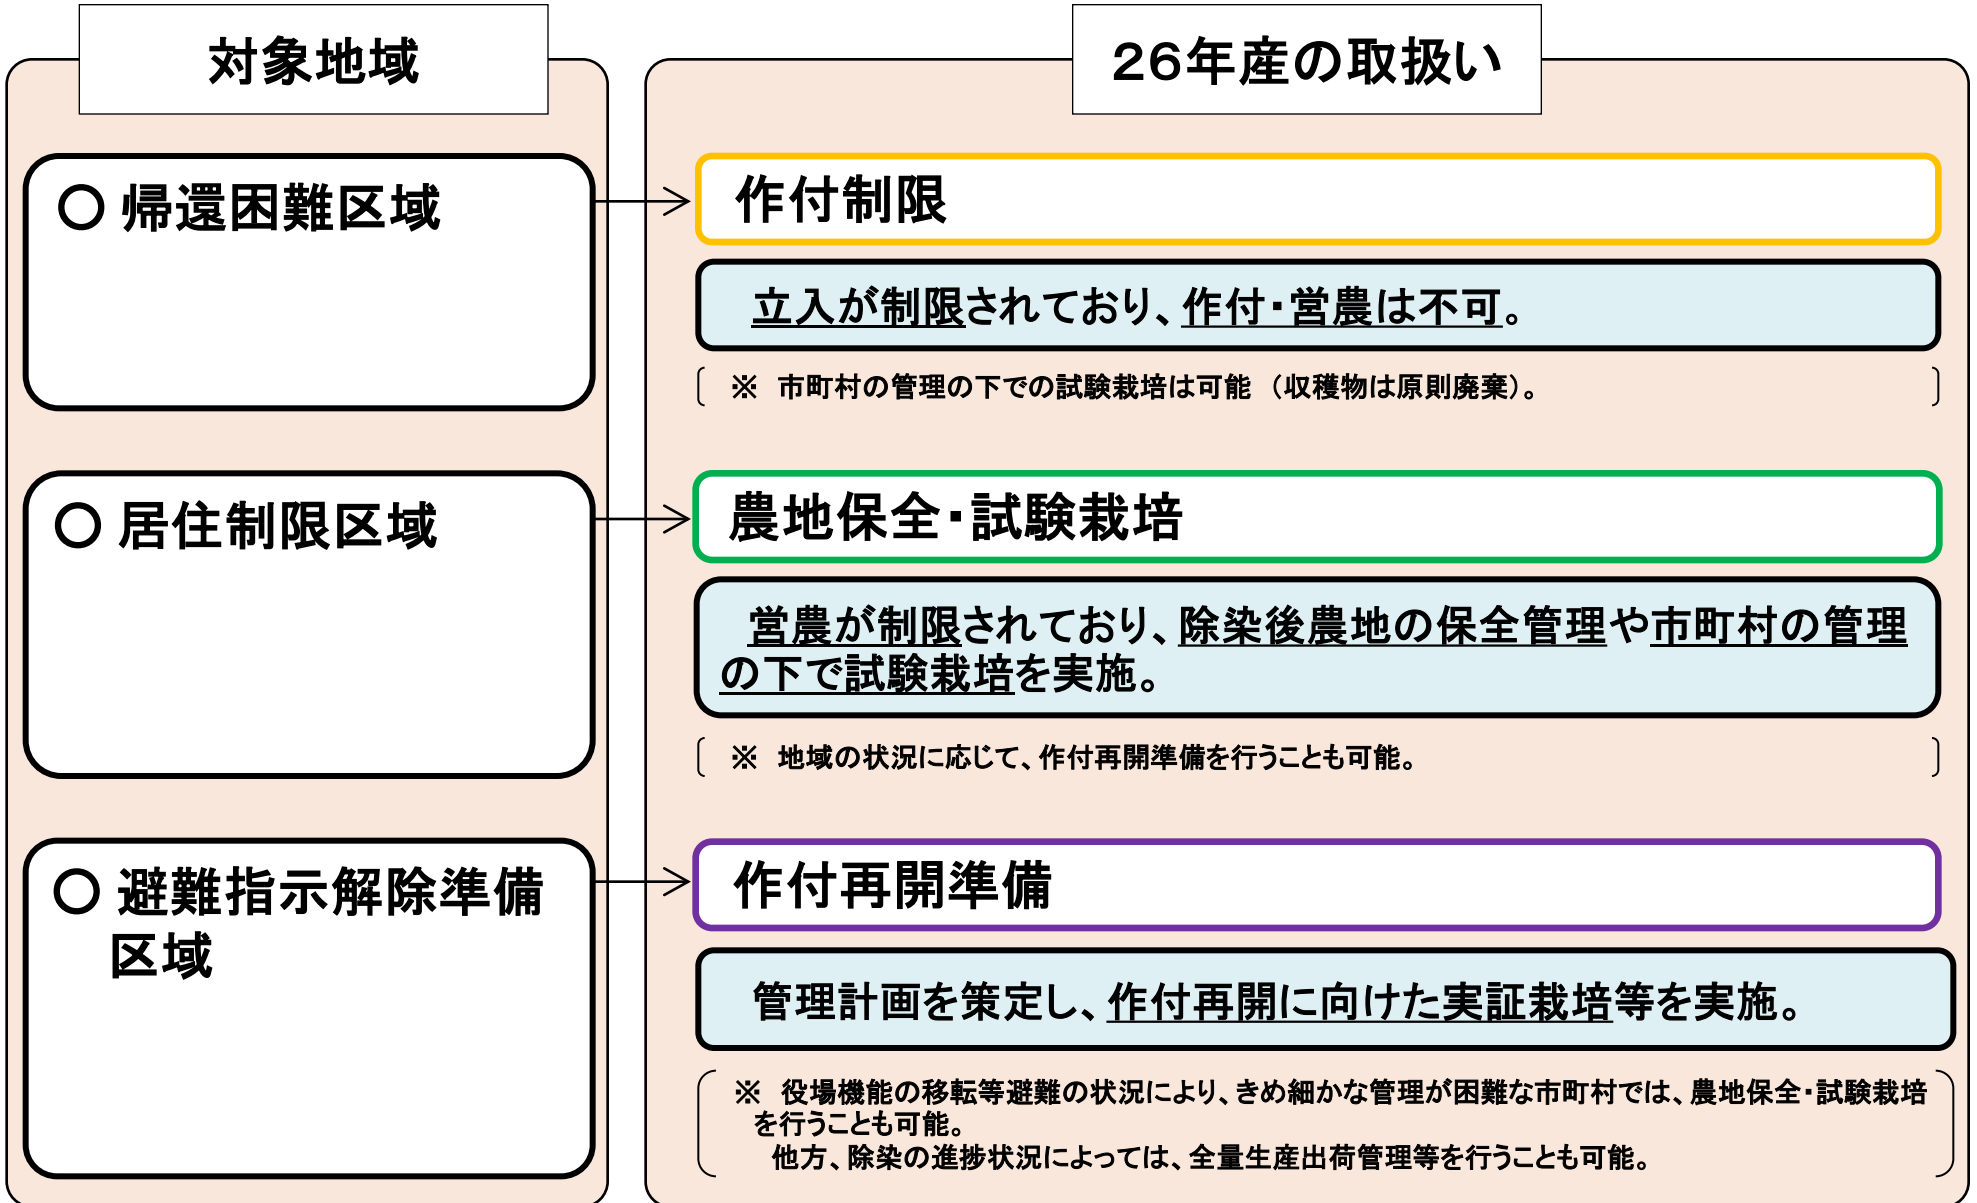 対象地域
26年産の取扱い
○ 帰還困難区域
作付制限
立入が制限されており、作付・営農は不可。
※ 市町村の管理の下での試験栽培は可能 (収穫物は原則廃棄)。
○ 居住制限区域
農地保全・試験栽培
営農が制限されており、除染後農地の保全管理や市町村の管理
の下で試験栽培を実施。
※ 地域の状況に応じて、作付再開準備を行うことも可能。
○ 避難指示解除準備
区域
作付再開準備
管理計画を策定し、作付再開に向けた実証栽培等を実施。
※ 役場機能の移転等避難の状況により、きめ細かな管理が困難な市町村では、農地保全・試験栽培
を行うことも可能。
他方、除染の進捗状況によっては、全量生産出荷管理等を行うことも可能。